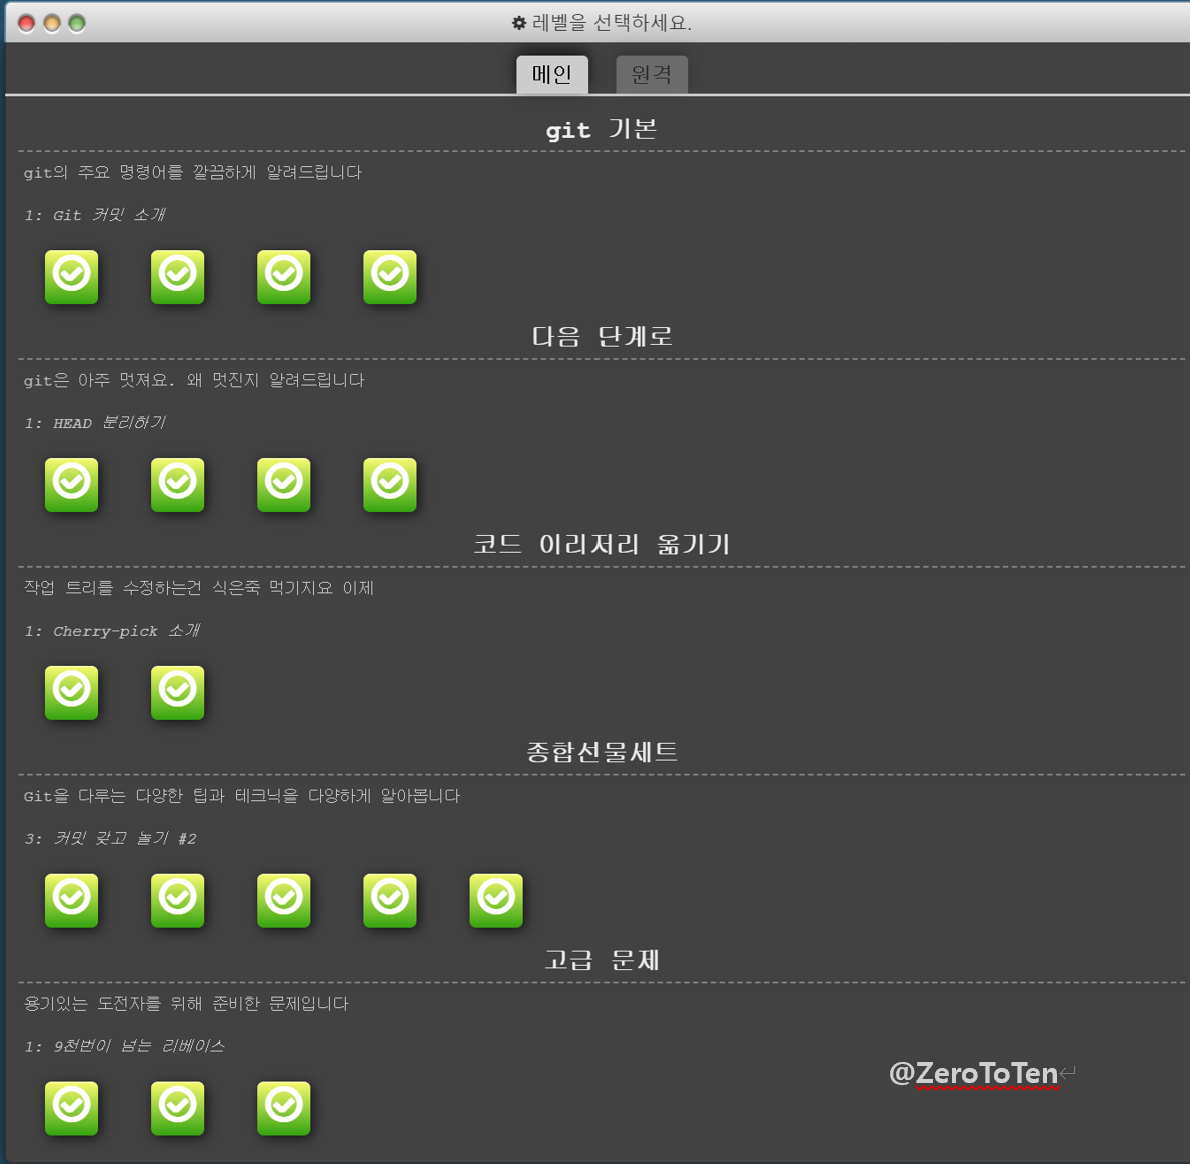 레벨을 선택하세요.
메인 원격
git 기본
git의 주요 명령어를 깔끔하게 알려드립니다
1: Git 커밋 소개
다음 단계로
git은 아주 멋져요. 왜 멋진지 알려드립니다
1: HEAD 분리하기
코드 이리저리 옮기기
작업 트리를 수정하는건 식은죽 먹기지요 이제
1: Cherry-pick 소개
종합선물세트
Git을 다루는 다양한 팁과 테크닉을 다양하게 알아봅니다
3: 커밋 갖고 놀기 #2
고급 문제
용기있는 도전자를 위해 준비한 문제입니다
1: 9천번이 넘는 리베이스
@ZeroToTen